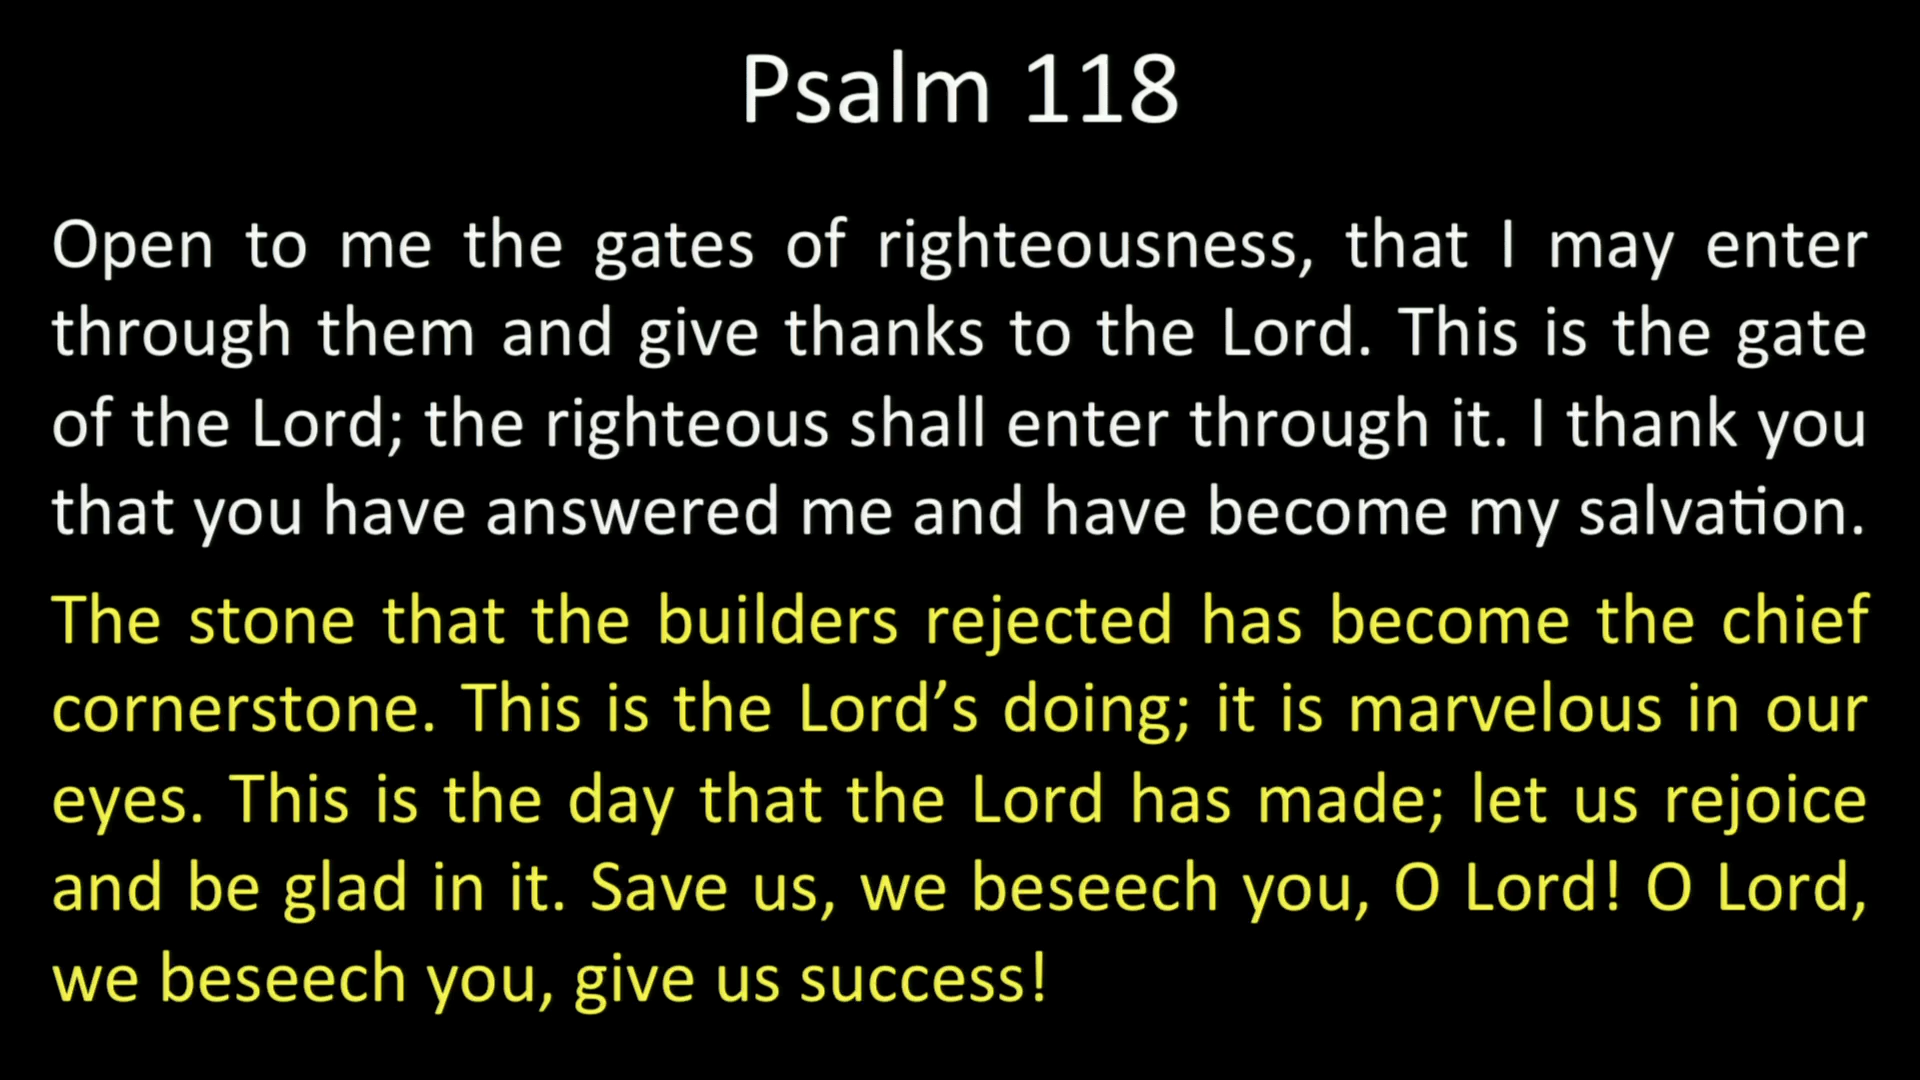 Psalm 118
Open to me the gates of righteousness, that I may enter
through them and give thanks to the Lord. This is the gate
of the Lord; the righteous shall enter through it. I thank you
that you have answered me and have become my salvation.
The stone that the builders rejected has become the chief
cornerstone. This is the Lord’s doing; it is marvelous in our
eyes. This is the day that the Lord has made; let us rejoice
and be glad in it. Save us, we beseech you, O Lord! O Lord,
we beseech you, give us success!